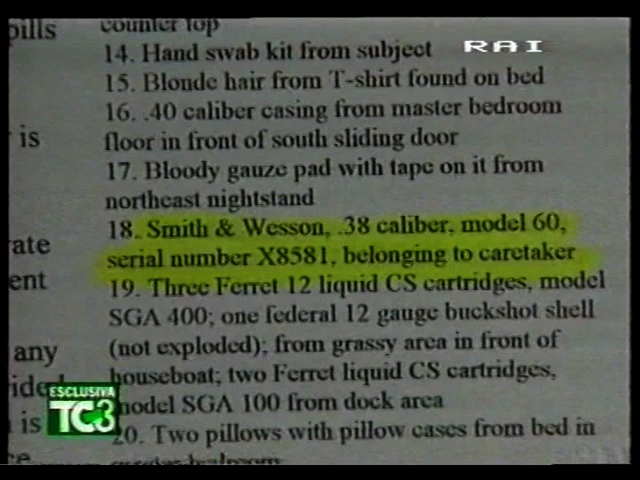 pills
is
ate
ent
any
is
counter top
14. Hand swab kit from subject
15. Blonde hair from T-shirt found on bed
16. .40 caliber casing from master bedroom
floor in front of south sliding door
17. Bloody gauze pad with tape on it from
northeast nightstand
18. Smith & Wesson, .38 caliber, model 60,
serial number X8581, belonging to caretaker
19. Three Ferret 12 liquid CS cartridges, model
SGA 400; one federal 12 gauge buckshot shell
(not exploded); from grassy area in front of
houseboat; two Ferret liquid CS cartridges,
model SGA 100 from dock area
20. Two pillows with pillow cases from bed in
bedroom
RAI
ESCLUSIVA
TG3